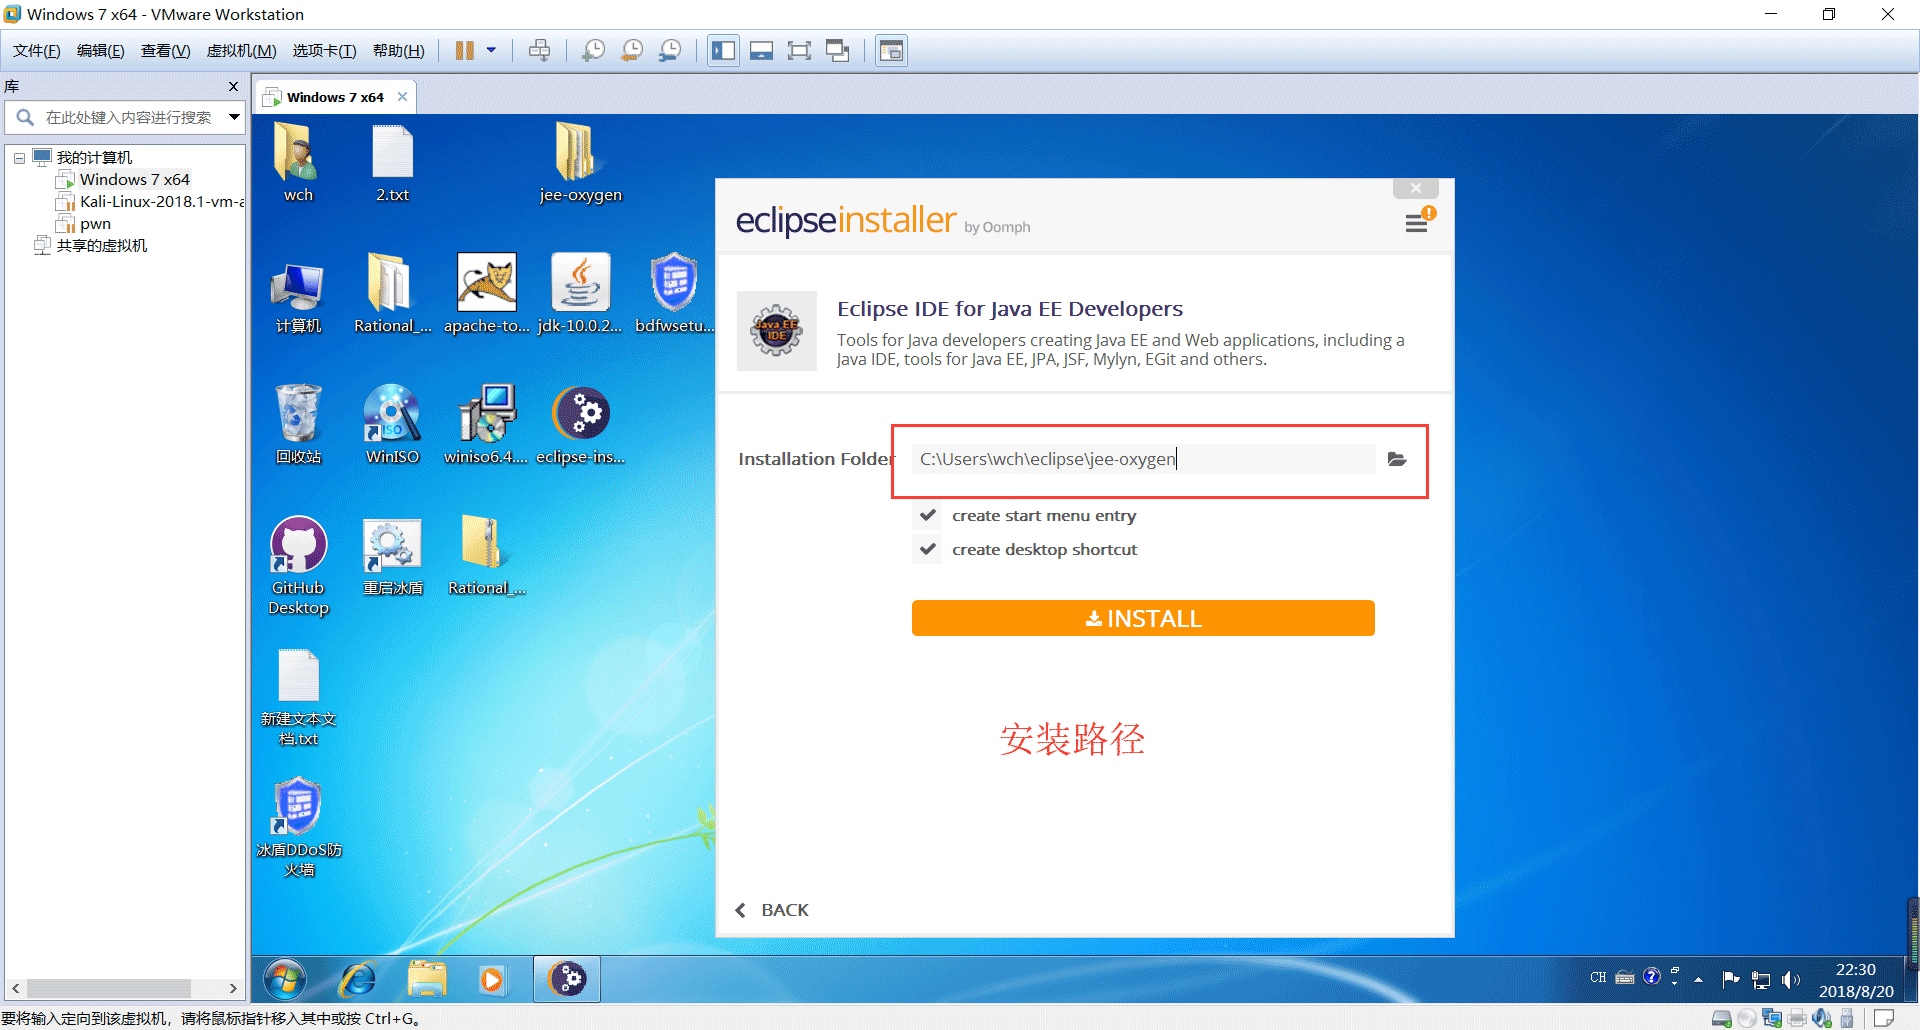 Windows 7 x64 - VMware Workstation
文件(F) 编辑(E) 查看(V) 虚拟机(M) 选项卡(T) 帮助(H)
库
在此处键入内容进行搜索
我的计算机
Windows 7 x64
Kali-Linux-2018.1-vm-a
pwn
共享的虚拟机
Windows 7 x64
wch
2.txt
jee-oxygen
计算机
Rational_...
apache-to...
jdk-10.0.2...
bdfwsetu...
回收站
WinISO
winiso6.4....
eclipse-ins...
GitHub
Desktop
重启冰盾
Rational_...
新建文本文
档.txt
冰盾DDoS防
火墙
eclipseinstaller by Oomph
Java EE
IDE
Eclipse IDE for Java EE Developers
Tools for Java developers creating Java EE and Web applications, including a
Java IDE, tools for Java EE, JPA, JSF, Mylyn, EGit and others.
Installation Folder C:\Users\wch\eclipse\jee-oxygen
create start menu entry
create desktop shortcut
INSTALL
安装路径
BACK
CH
22:30
2018/8/20
要将输入定向到该虚拟机，请将鼠标指针移入其中或按 Ctrl+G。